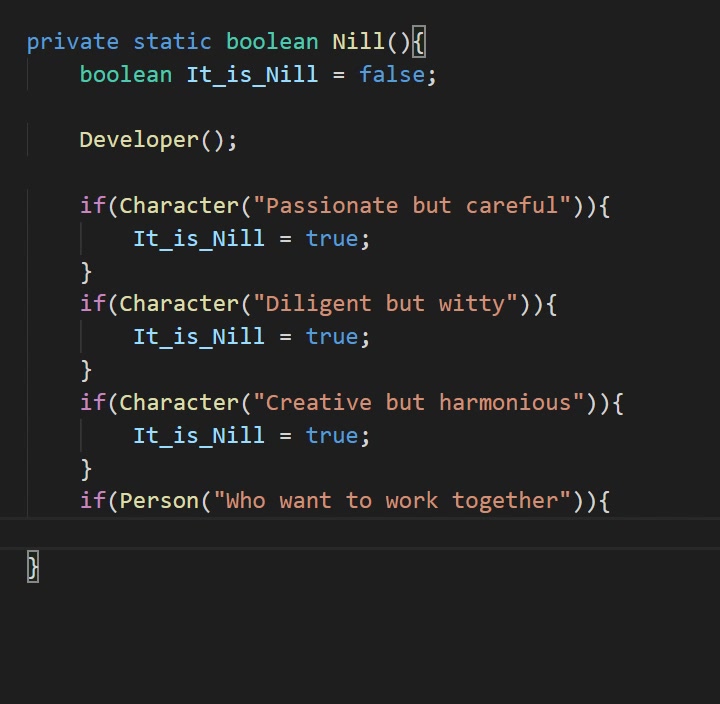 private static boolean Nill(){
    boolean It_is_Nill = false;

    Developer();

    if(Character("Passionate but careful")){
        It_is_Nill = true;
    }
    if(Character("Diligent but witty")){
        It_is_Nill = true;
    }
    if(Character("Creative but harmonious")){
        It_is_Nill = true;
    }
    if(Person("Who want to work together")){

}